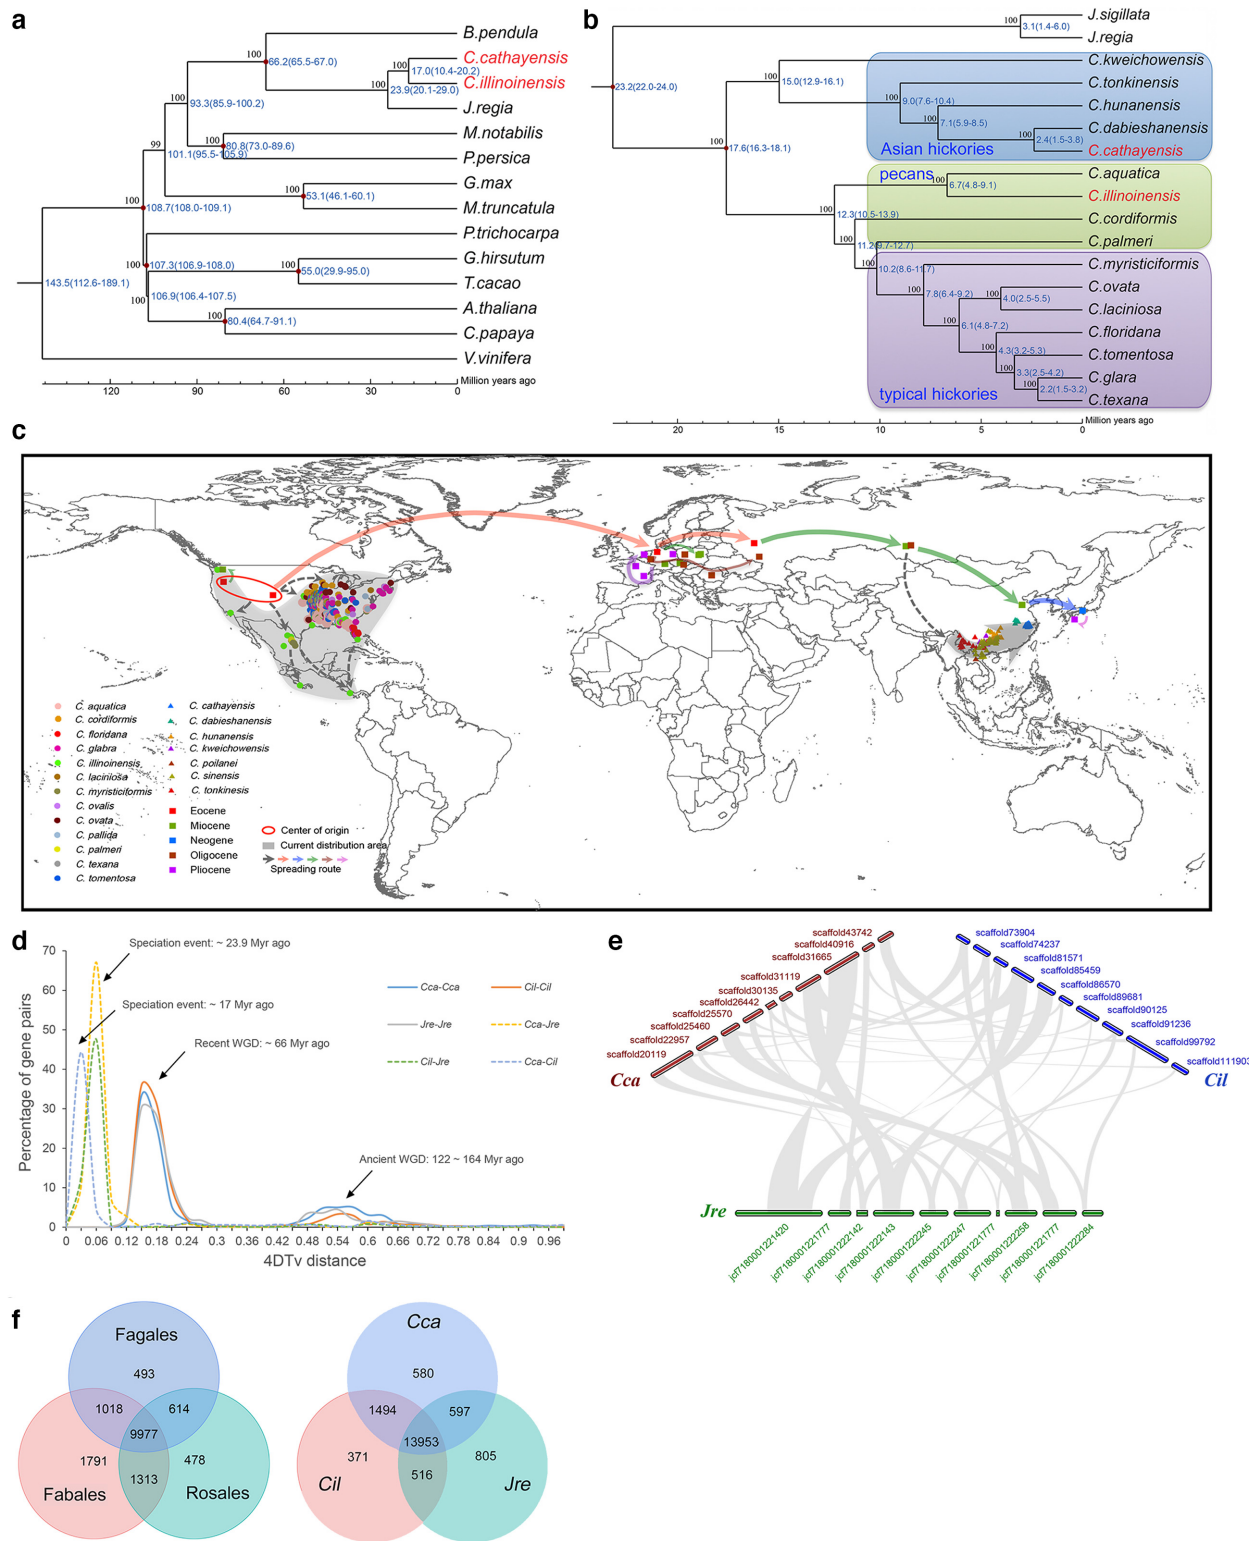 a
B.pendula
100
66.2(65.5-67.0)
C.cathayensis
100
17.0(10.4-20.2)
C.illinoinensis
100
23.9(20.1-29.0)
100
93.3(85.9-100.2)
J.regia
M.notabilis
100
80.8(73.0-89.6)
99
101.1(95.5-105.9)
P.persica
G.max
100
53.1(46.1-60.1)
100
108.7(108.0-109.1)
M.truncatula
P.trichocarpa
G.hirsutum
100
107.3(106.9-108.0)
100
55.0(29.9-95.0)
143.5(112.6-189.1)
T.cacao
100
106.9(106.4-107.5)
A.thaliana
100
80.4(64.7-91.1)
C.papaya
V.vinifera
Million years ago
120
90
60
30
0
b
J.sigillata
100
3.1(1.4-6.0)
J.regia
C.kweichowensis
100
15.0(12.9-16.1)
C.tonkinensis
23.2(22.0-24.0)
100
9.0(7.6-10.4)
C.hunanensis
100
7.1(5.9-8.5)
C.dabieshanensis
100
2.4(1.5-3.8)
100
17.6(16.3-18.1)
Asian hickories
C.cathayensis
pecans
C.aquatica
100
6.7(4.8-9.1)
C.illinoinensis
100
12.3(10.5-13.9)
C.cordiformis
100
11.2(9.7-12.7)
C.palmeri
100
10.2(8.6-11.7)
C.myristiciformis
C.ovata
100
7.8(6.4-9.2)
100
4.0(2.5-5.5)
C.laciniosa
100
6.1(4.8-7.2)
C.floridana
100
4.3(3.2-5.3)
C.tomentosa
100
3.3(2.5-4.2)
C.glara
100
2.2(1.5-3.2)
typical hickories
C.texana
Million years ago
20
15
10
5
0
c
C. aquatica
C. cordiformis
C. floridana
C. glabra
C. illinoinensis
C. laciniosa
C. myristiciformis
C. ovalis
C. ovata
C. pallida
C. palmeri
C. texana
C. tomentosa
C. cathayensis
C. dabieshanensis
C. hunanensis
C. kweichowensis
C. poilanei
C. sinensis
C. tonkinesis
Eocene
Miocene
Neogene
Oligocene
Pliocene
Center of origin
Current distribution area
Spreading route
d
Percentage of gene pairs
70
60
50
40
30
20
10
0
Speciation event: ~ 23.9 Myr ago
Speciation event: ~ 17 Myr ago
Recent WGD: ~ 66 Myr ago
Ancient WGD: 122 ~ 164 Myr ago
Cca-Cca
Cil-Cil
Jre-Jre
Cca-Jre
Cil-Jre
Cca-Cil
0 0.06 0.12 0.18 0.24 0.3 0.36 0.42 0.48 0.54 0.6 0.66 0.72 0.78 0.84 0.9 0.96
4DTv distance
e
scaffold43742
scaffold40916
scaffold31665
scaffold31119
scaffold30135
scaffold26442
scaffold25570
scaffold25460
scaffold22957
scaffold20119
Cca
scaffold73904
scaffold74237
scaffold81571
scaffold85459
scaffold86570
scaffold89681
scaffold90125
scaffold91236
scaffold99792
scaffold111903
Cil
Jre
jcf7180001221420
jcf7180001221777
jcf7180001222142
jcf7180001222143
jcf7180001222245
jcf7180001222247
jcf7180001221777
jcf7180001222258
jcf7180001221777
jcf7180001222284
f
Fagales
493
1018
614
9977
1791
478
1313
Fabales
Rosales
Cca
580
1494
597
13953
371
805
516
Cil
Jre